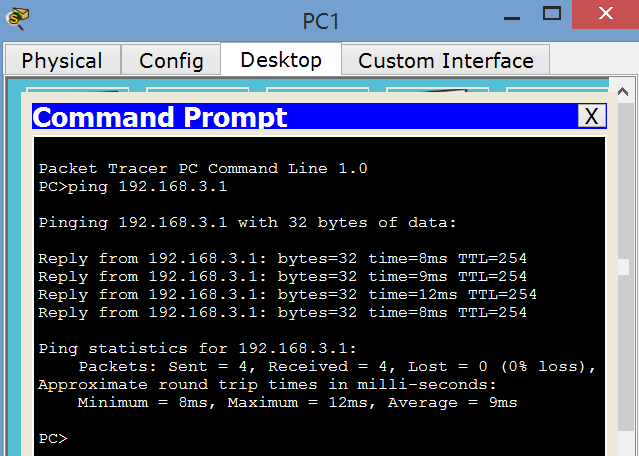 PC1
Physical Config Desktop Custom Interface
Command Prompt X
Packet Tracer PC Command Line 1.0
PC>ping 192.168.3.1
Pinging 192.168.3.1 with 32 bytes of data:
Reply from 192.168.3.1: bytes=32 time=8ms TTL=254
Reply from 192.168.3.1: bytes=32 time=9ms TTL=254
Reply from 192.168.3.1: bytes=32 time=12ms TTL=254
Reply from 192.168.3.1: bytes=32 time=8ms TTL=254
Ping statistics for 192.168.3.1:
Packets: Sent = 4, Received = 4, Lost = 0 (0% loss),
Approximate round trip times in milli-seconds:
Minimum = 8ms, Maximum = 12ms, Average = 9ms
PC>